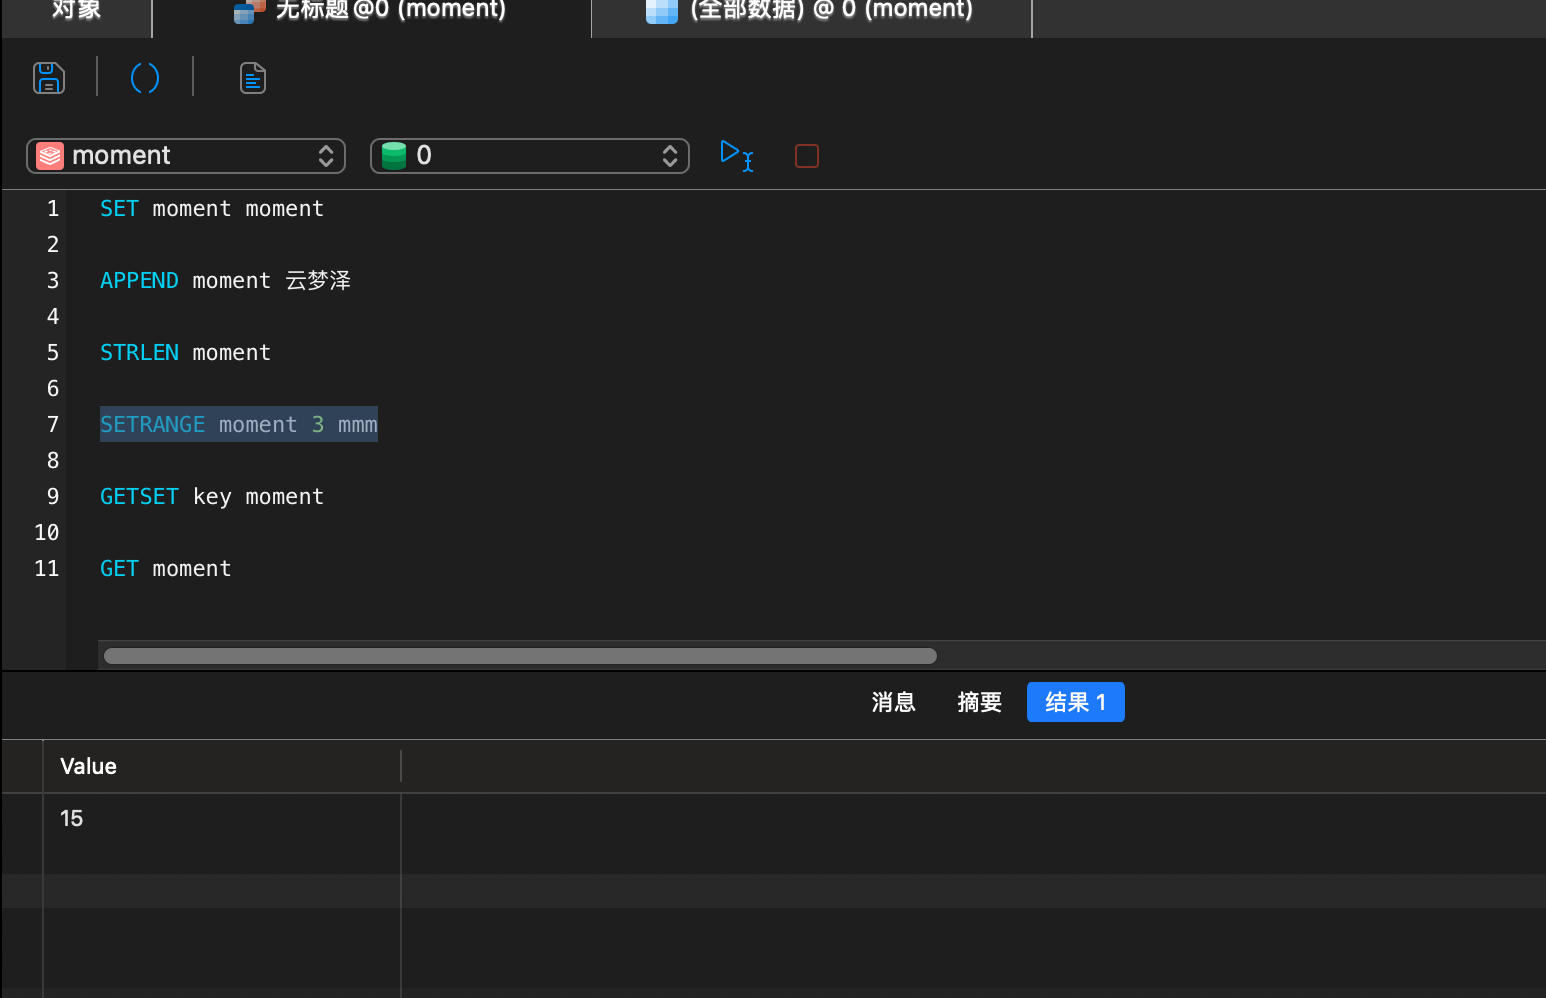 对象
无标题@0 (moment)
(全部数据) @ 0 (moment)
moment
0
1 SET moment moment
2
3 APPEND moment 云梦泽
4
5 STRLEN moment
6
7 SETRANGE moment 3 mmm
8
9 GETSET key moment
10
11 GET moment
消息 摘要 结果 1
Value
15